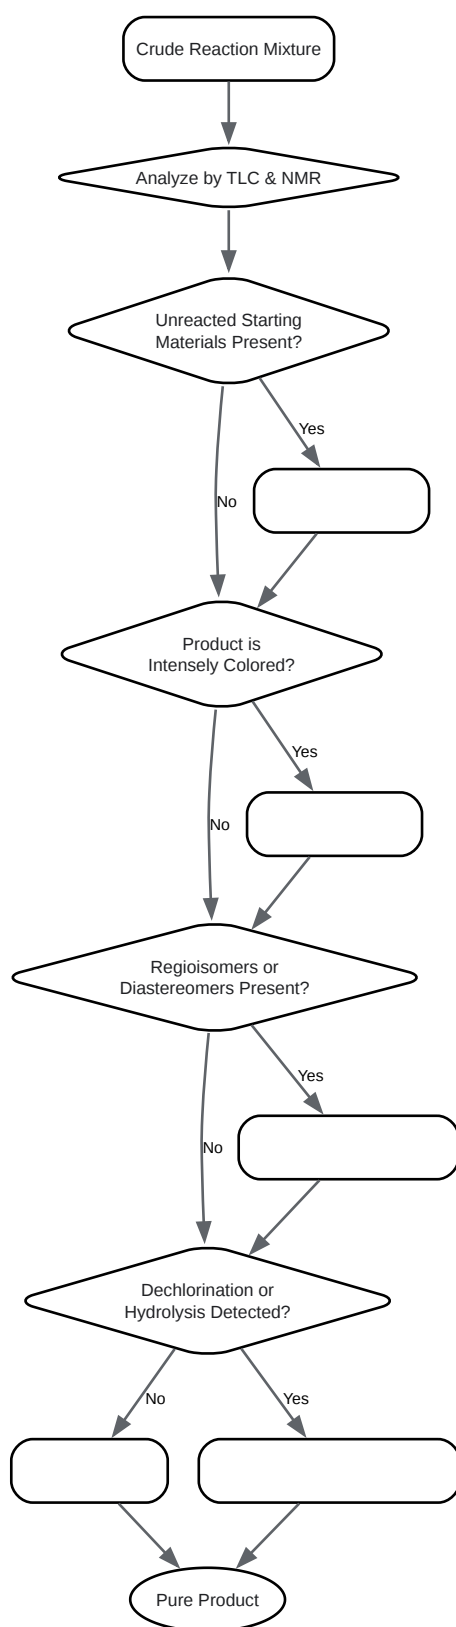 Crude Reaction Mixture
Analyze by TLC & NMR
Unreacted Starting
Materials Present?
Yes
No
Product is
Intensely Colored?
Yes
No
Regioisomers or
Diastereomers Present?
Yes
No
Dechlorination or
Hydrolysis Detected?
No
Yes
Pure Product